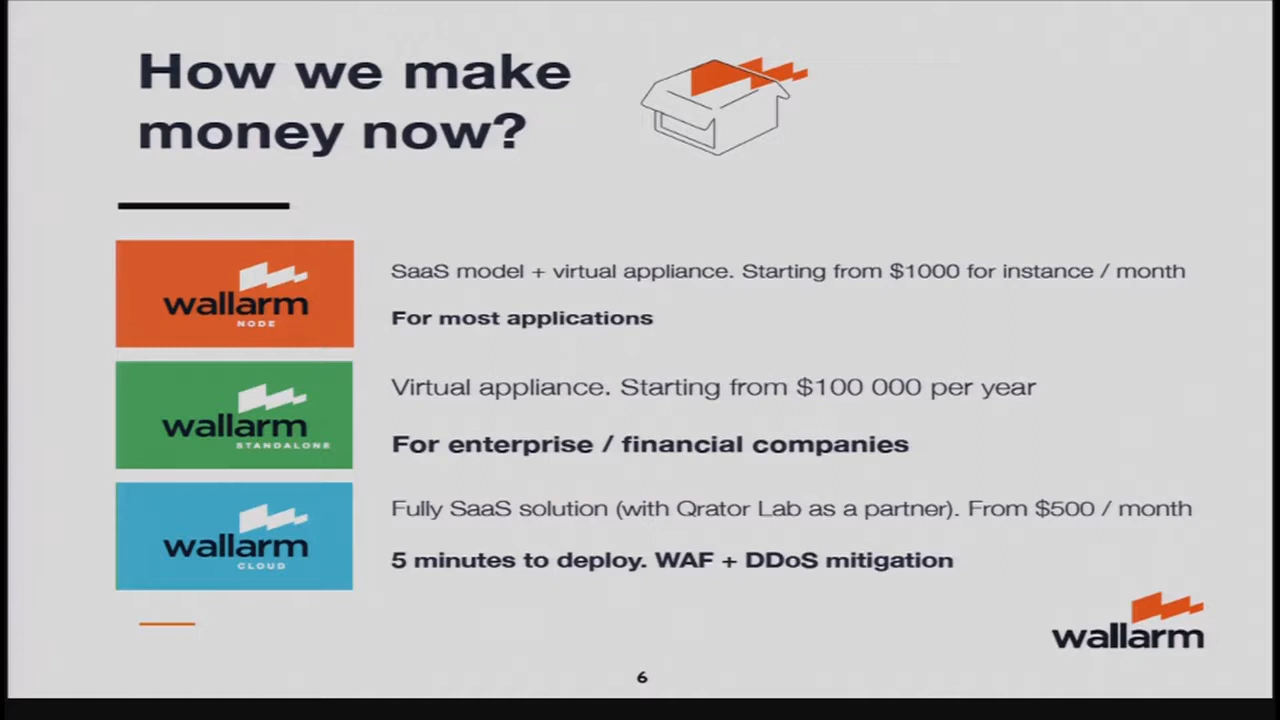 How we make
money now?
wallarm
NODE
SaaS model + virtual appliance. Starting from $1000 for instance / month
For most applications
wallarm
STANDALONE
Virtual appliance. Starting from $100 000 per year
For enterprise / financial companies
wallarm
CLOUD
Fully SaaS solution (with Qrator Lab as a partner). From $500 / month
5 minutes to deploy. WAF + DDoS mitigation
wallarm
6